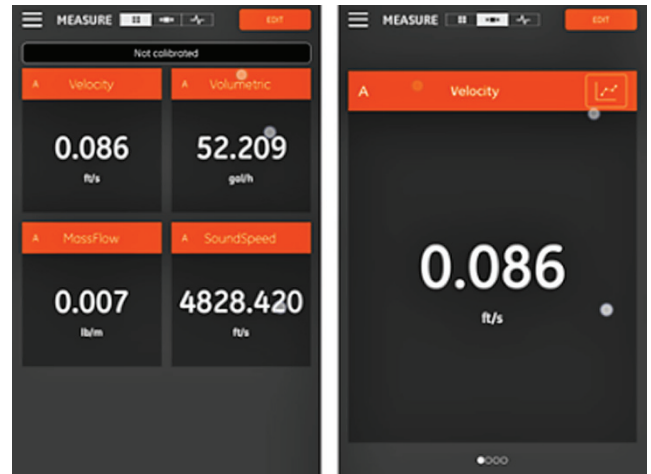 MEASURE
EDIT
Not calibrated
A Velocity
A Volumetric
0.086
52.209
ft/s
gal/h
A MassFlow
A SoundSpeed
0.007
4828.420
lb/m
ft/s
MEASURE
EDIT
A Velocity
0.086
ft/s